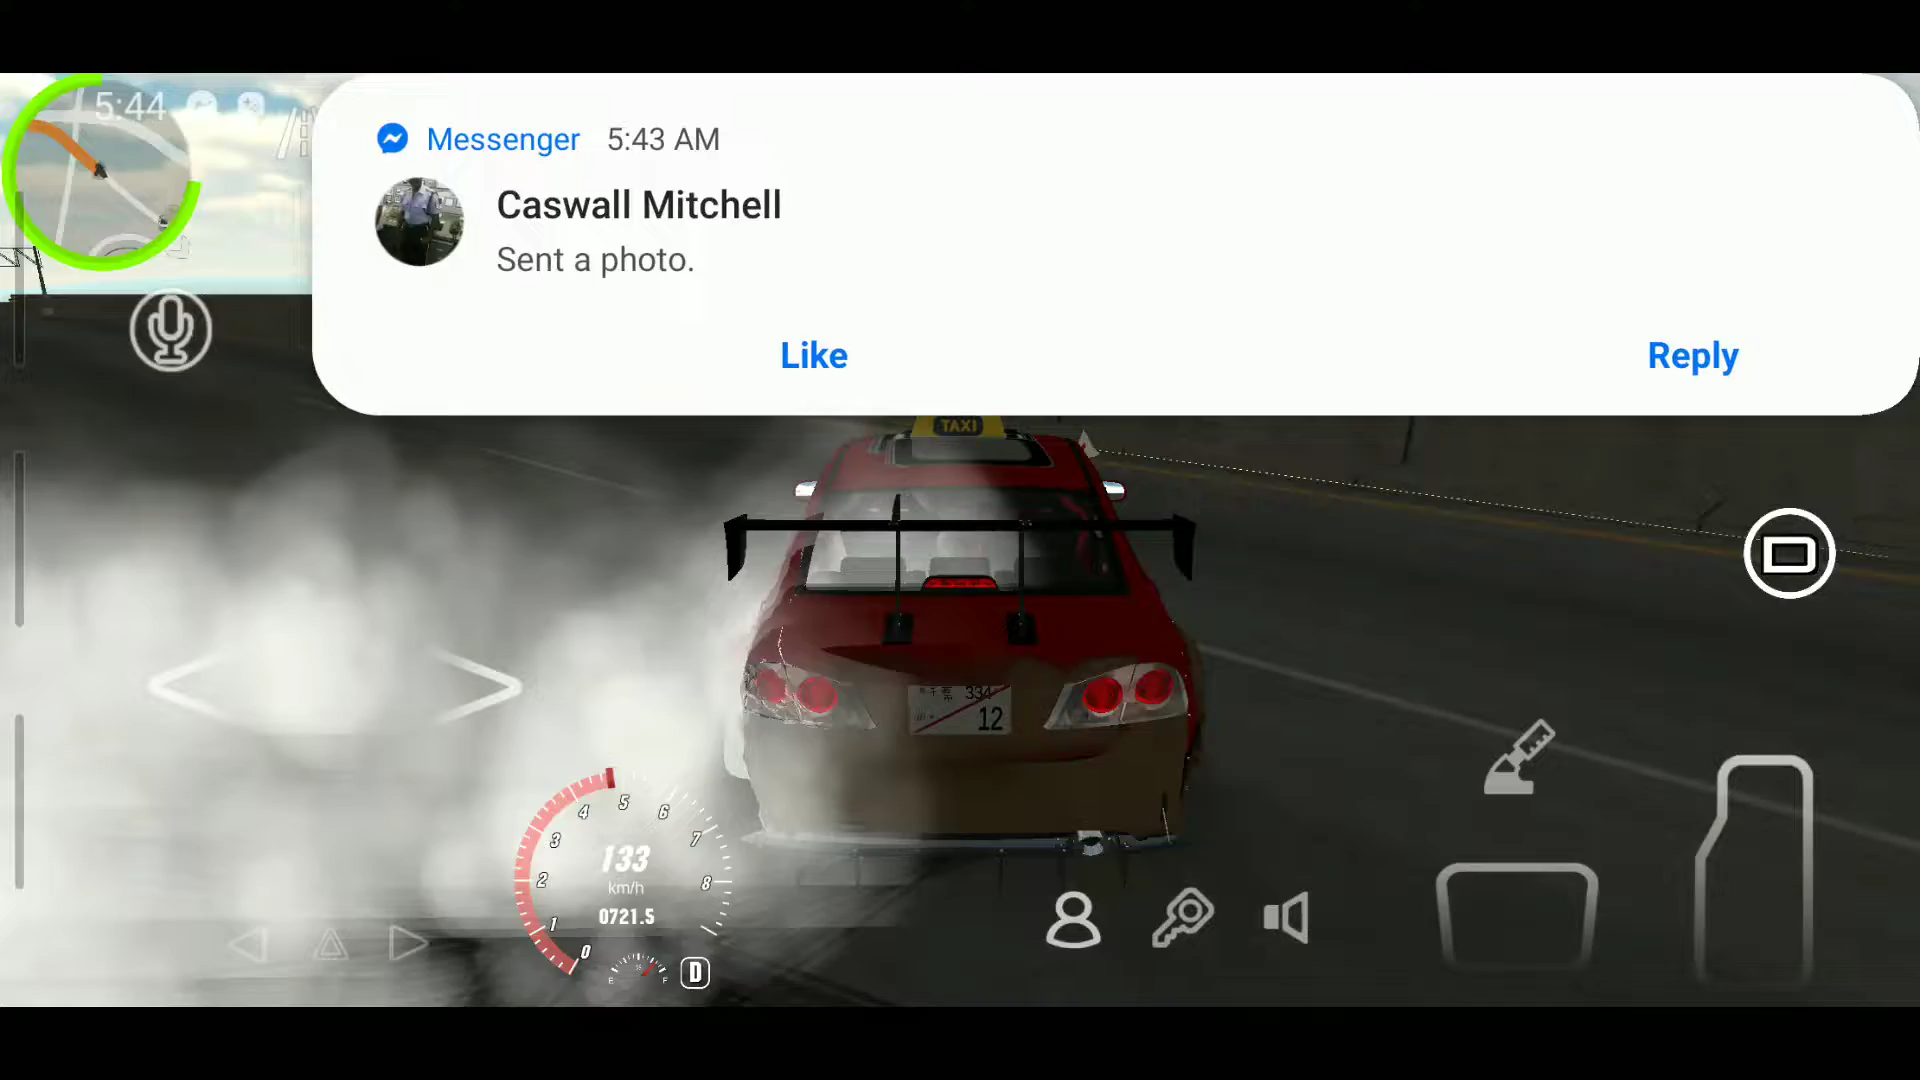 5:44
Messenger 5:43 AM
Caswall Mitchell
Sent a photo.
Like
Reply
TAXI
334
12
0
1
2
3
4
5
6
7
8
133
km/h
0721.5
E
F
D